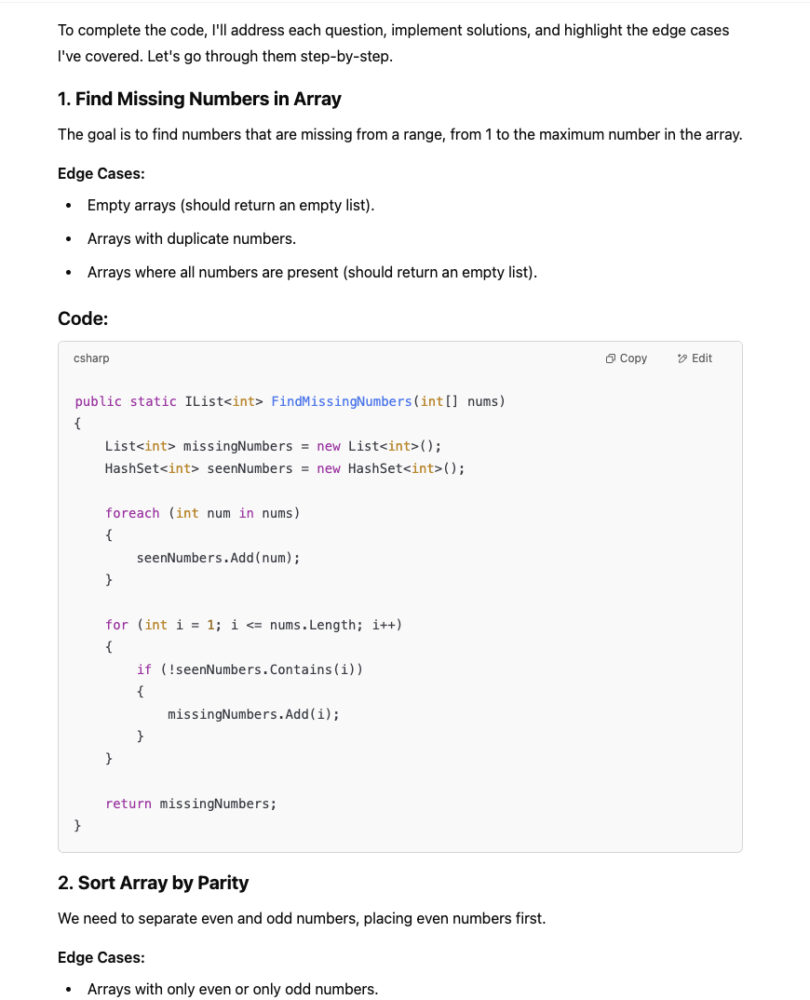 To complete the code, I'll address each question, implement solutions, and highlight the edge cases
I've covered. Let's go through them step-by-step.
1. Find Missing Numbers in Array
The goal is to find numbers that are missing from a range, from 1 to the maximum number in the array.
Edge Cases:
• Empty arrays (should return an empty list).
• Arrays with duplicate numbers.
• Arrays where all numbers are present (should return an empty list).
Code:
csharp Copy Edit
public static IList<int> FindMissingNumbers(int[] nums)
{
    List<int> missingNumbers = new List<int>();
    HashSet<int> seenNumbers = new HashSet<int>();
    foreach (int num in nums)
    {
        seenNumbers.Add(num);
    }
    for (int i = 1; i <= nums.Length; i++)
    {
        if (!seenNumbers.Contains(i))
        {
            missingNumbers.Add(i);
        }
    }
    return missingNumbers;
}
2. Sort Array by Parity
We need to separate even and odd numbers, placing even numbers first.
Edge Cases:
• Arrays with only even or only odd numbers.